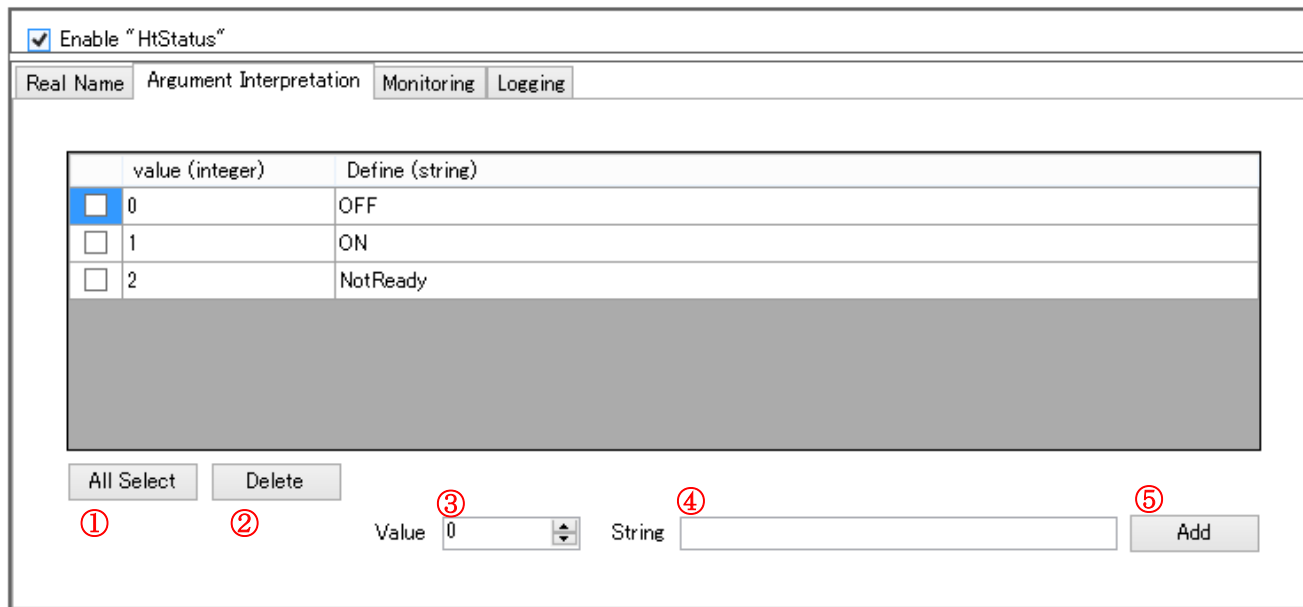 Enable "HtStatus"
Real Name Argument Interpretation Monitoring Logging
value (integer) Define (string)
0 OFF
1 ON
2 NotReady
All Select Delete
① ② ③ ④ ⑤
Value 0 String Add